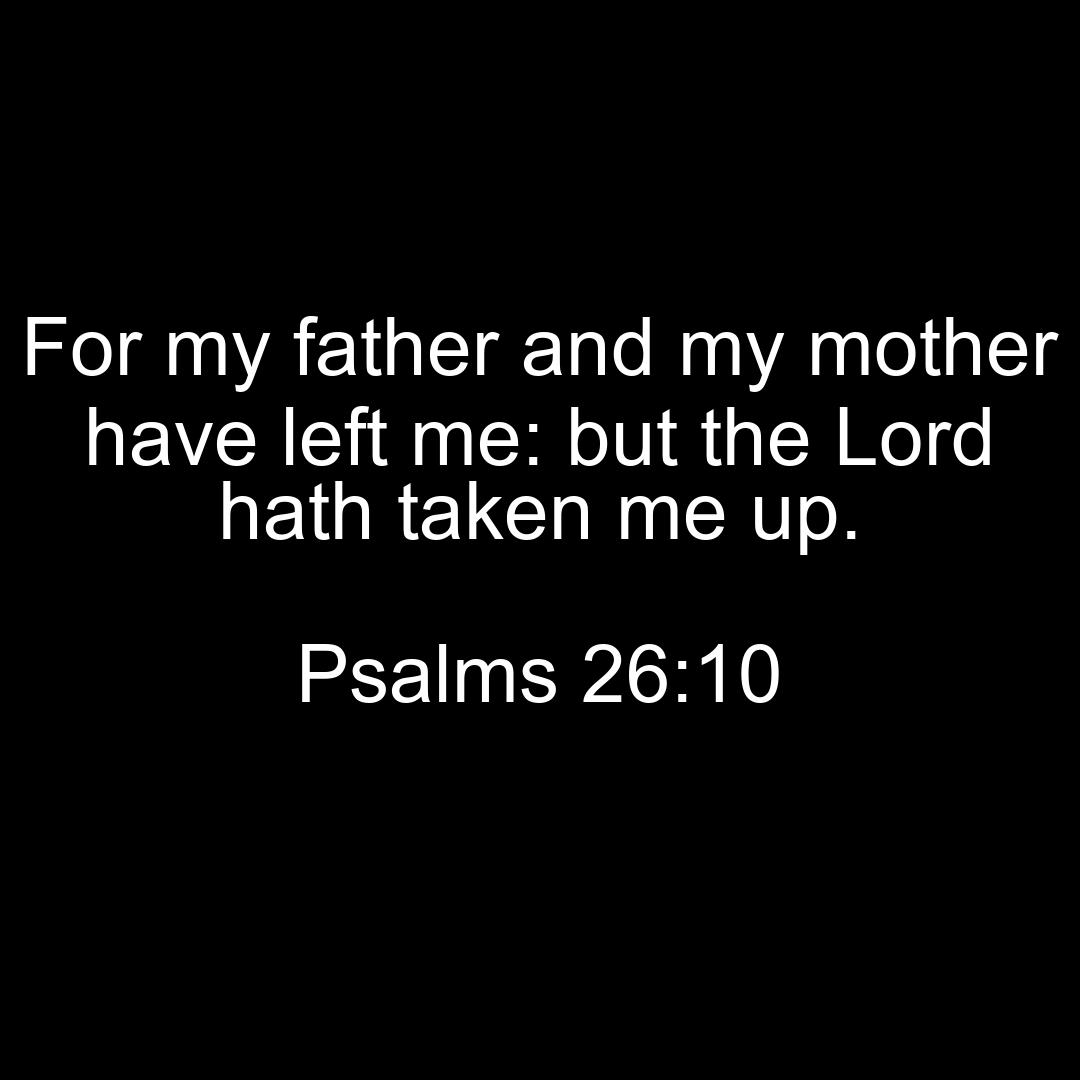 For my father and my mother
have left me: but the Lord
hath taken me up.
Psalms 26:10